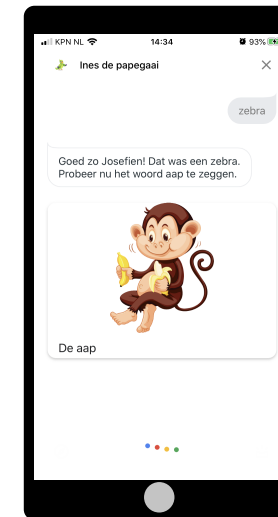 KPN NL 14:34 93%
Ines de papegaai
zebra
Goed zo Josefien! Dat was een zebra.
Probeer nu het woord aap te zeggen.
De aap